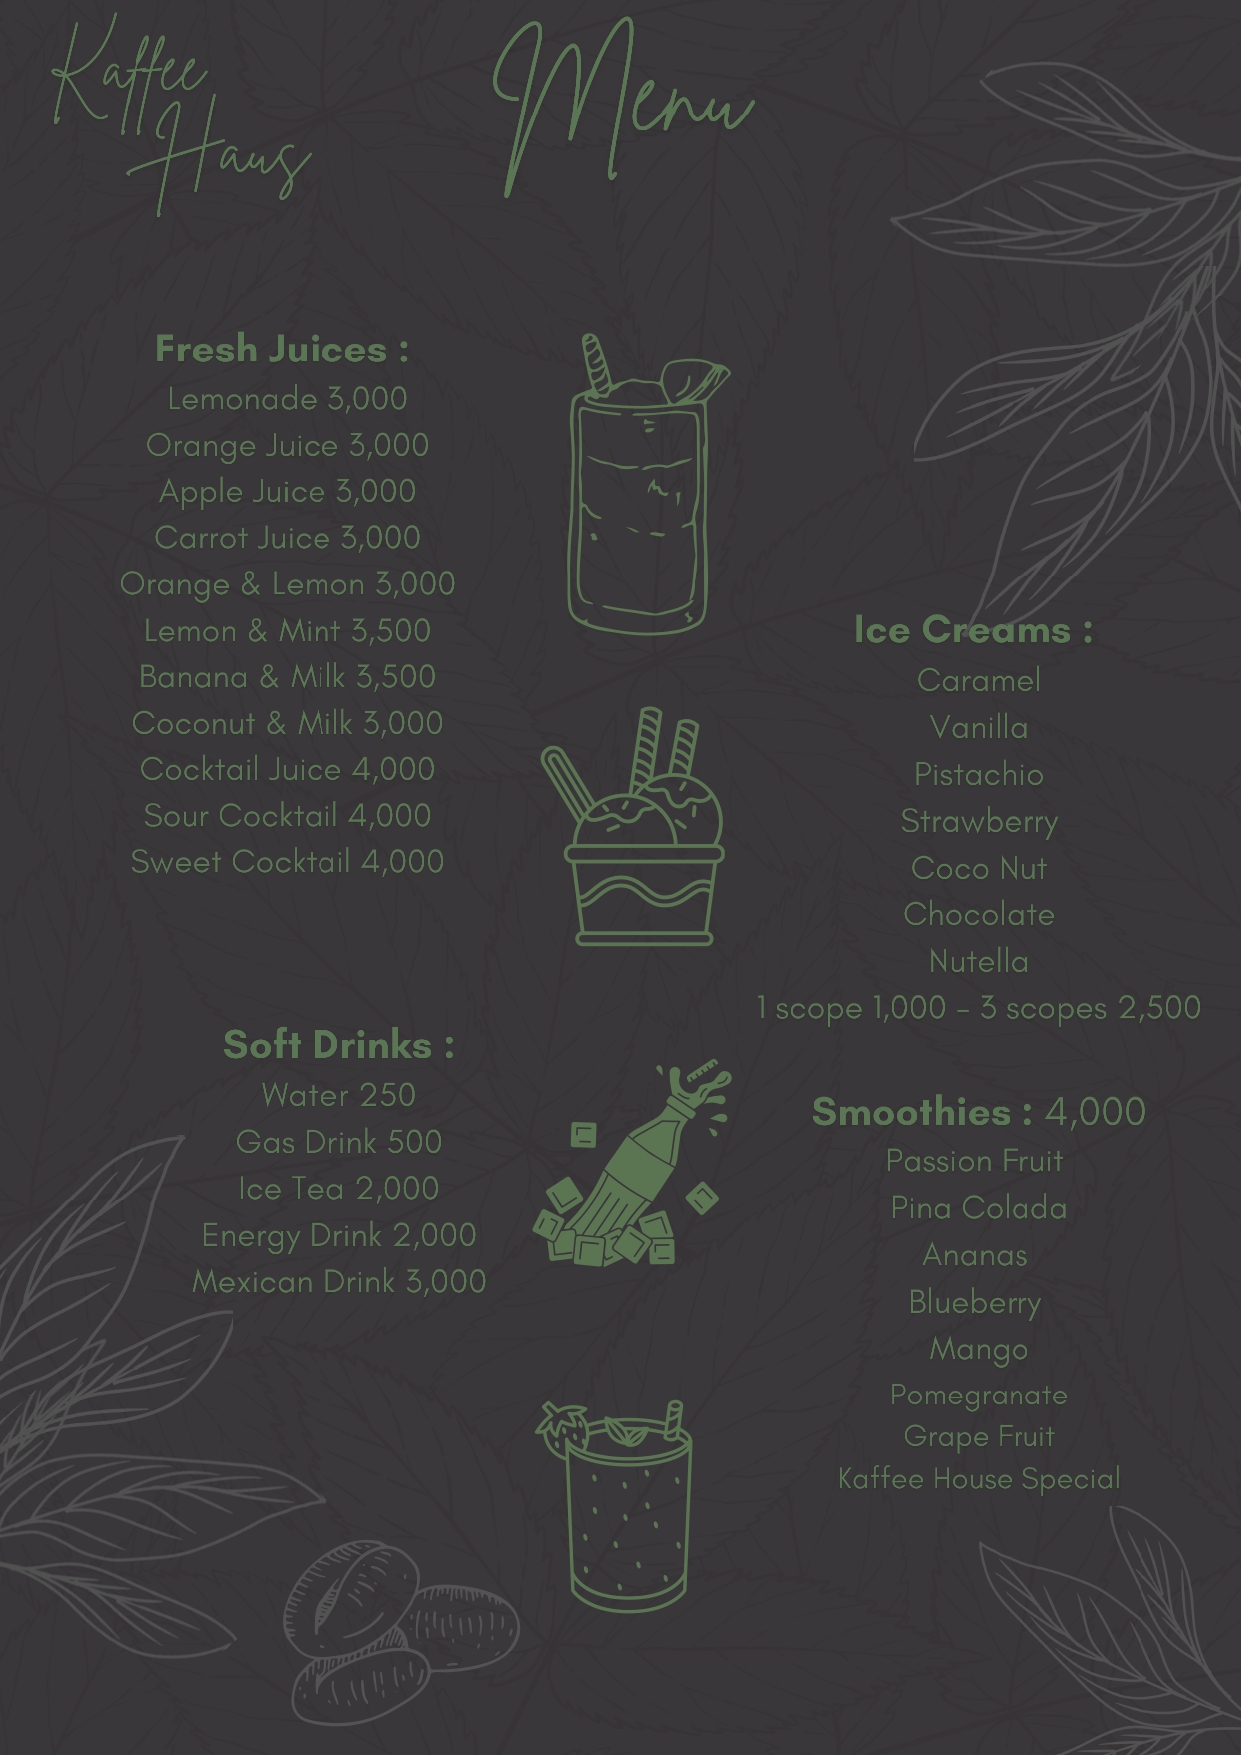 Kaffee
Haus
Menu
Fresh Juices :
Lemonade 3,000
Orange Juice 3,000
Apple Juice 3,000
Carrot Juice 3,000
Orange & Lemon 3,000
Lemon & Mint 3,500
Banana & Milk 3,500
Coconut & Milk 3,000
Cocktail Juice 4,000
Sour Cocktail 4,000
Sweet Cocktail 4,000
Soft Drinks :
Water 250
Gas Drink 500
Ice Tea 2,000
Energy Drink 2,000
Mexican Drink 3,000
Ice Creams :
Caramel
Vanilla
Pistachio
Strawberry
Coco Nut
Chocolate
Nutella
1 scope 1,000 - 3 scopes 2,500
Smoothies : 4,000
Passion Fruit
Pina Colada
Ananas
Blueberry
Mango
Pomegranate
Grape Fruit
Kaffee House Special